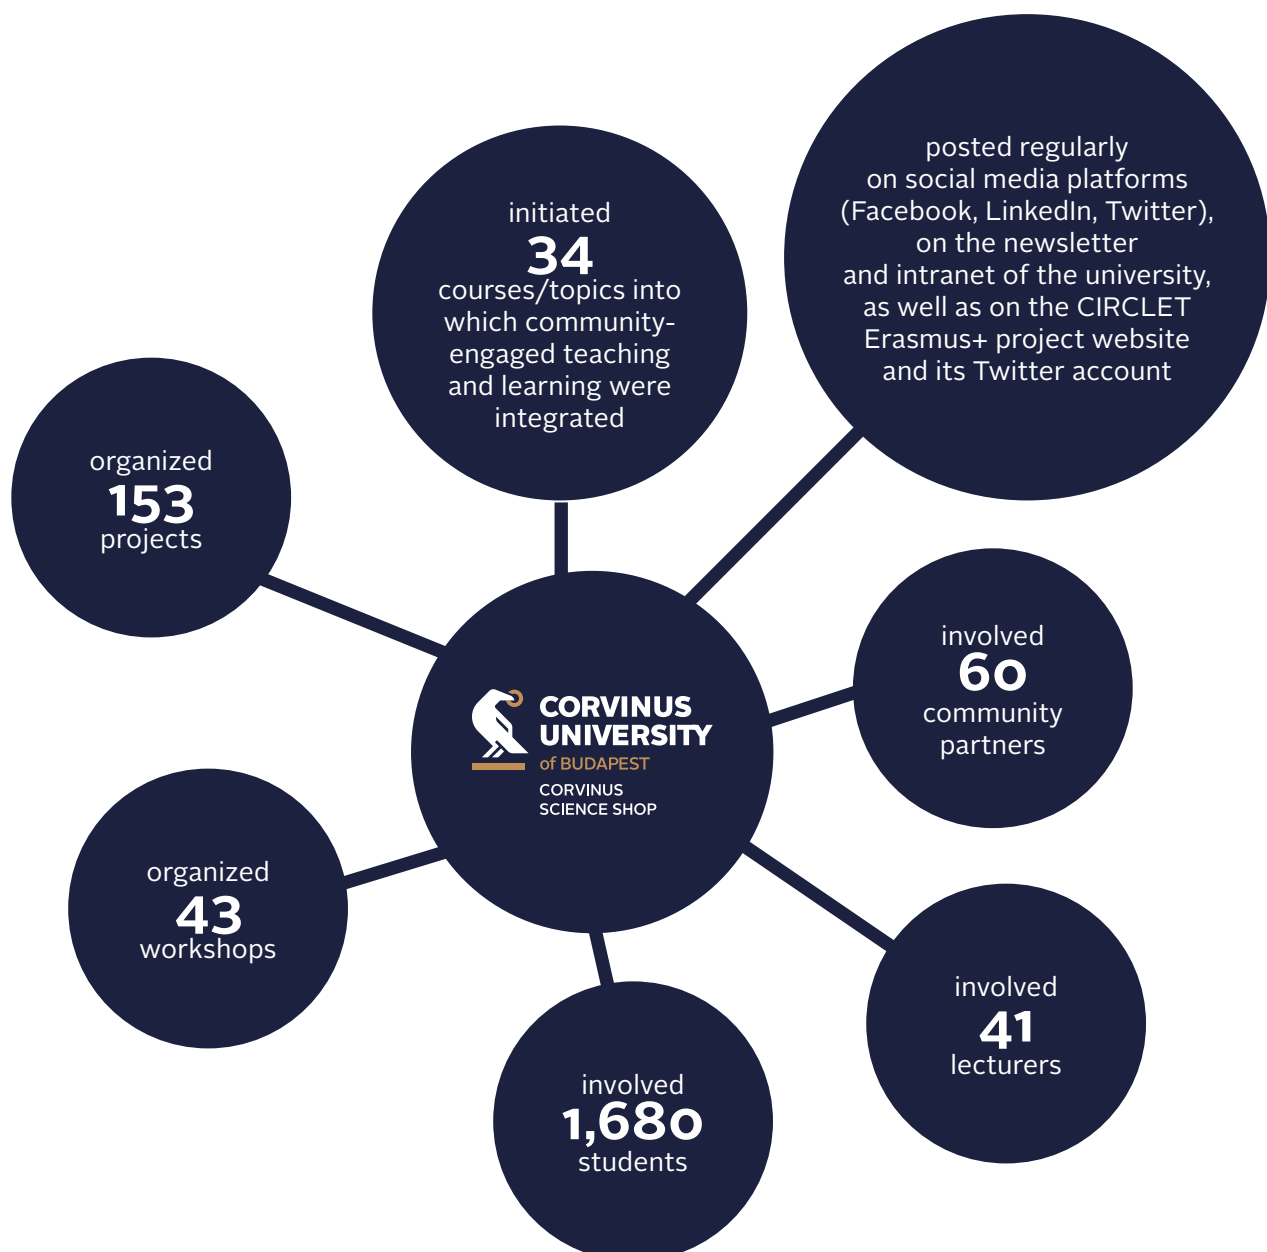 posted regularly
on social media platforms
(Facebook, LinkedIn, Twitter),
on the newsletter
and intranet of the university,
as well as on the CIRCLET
Erasmus+ project website
and its Twitter account
initiated
34
courses/topics into
which community-
engaged teaching
and learning were
integrated
organized
153
projects
involved
60
community
partners
CORVINUS
UNIVERSITY
of BUDAPEST
CORVINUS
SCIENCE SHOP
organized
43
workshops
involved
41
lecturers
involved
1,680
students